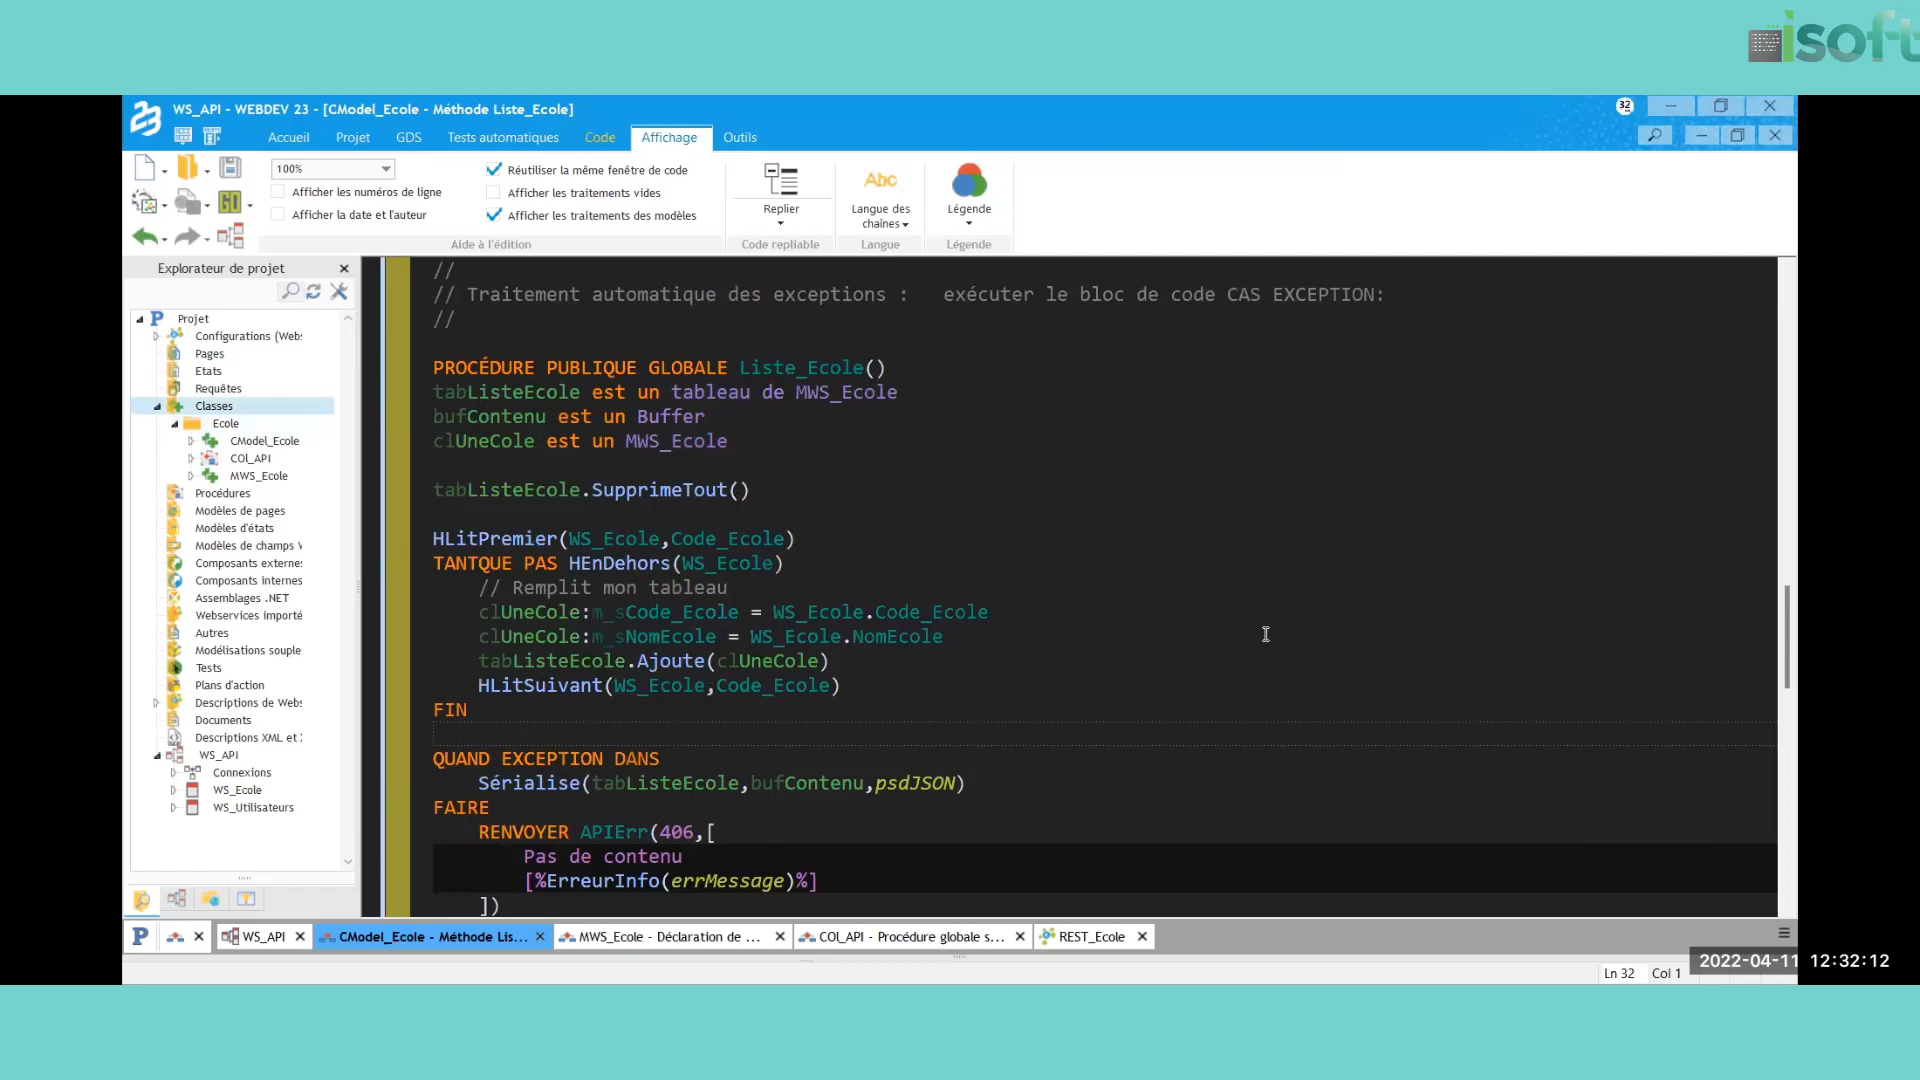 isoft
WS_API - WEBDEV 23 - [CModel_Ecole - Méthode Liste_Ecole]
32
Accueil Projet GDS Tests automatiques Code Affichage Outils
100%
Afficher les numéros de ligne
Afficher la date et l'auteur
Réutiliser la même fenêtre de code
Afficher les traitements vides
Afficher les traitements des modèles
Aide à l'édition
Replier
Code repliable
Abc
Langue des
chaînes
Langue
Légende
Légende
GO
Explorateur de projet
Projet
Configurations (Webs
Pages
Etats
Requêtes
Classes
Ecole
CModel_Ecole
COl_API
MWS_Ecole
Procédures
Modèles de pages
Modèles d'états
Modèles de champs
Composants externe
Composants internes
Assemblages .NET
Webservices importé
Autres
Modélisations souple
Tests
Plans d'action
Descriptions de Webs
Documents
Descriptions XML et
WS_API
Connexions
WS_Ecole
WS_Utilisateurs
//
// Traitement automatique des exceptions :   exécuter le bloc de code CAS EXCEPTION:
//
PROCÉDURE PUBLIQUE GLOBALE Liste_Ecole()
tabListeEcole est un tableau de MWS_Ecole
bufContenu est un Buffer
clUneCole est un MWS_Ecole
tabListeEcole.SupprimeTout()
HLitPremier(WS_Ecole,Code_Ecole)
TANTQUE PAS HEnDehors(WS_Ecole)
// Remplit mon tableau
clUneCole:m_sCode_Ecole = WS_Ecole.Code_Ecole
clUneCole:m_sNomEcole = WS_Ecole.NomEcole
tabListeEcole.Ajoute(clUneCole)
HLitSuivant(WS_Ecole,Code_Ecole)
FIN
QUAND EXCEPTION DANS
Sérialise(tabListeEcole,bufContenu,psdJSON)
FAIRE
RENVOYER APIErr(406,[
Pas de contenu
[%ErreurInfo(errMessage)%]
])
WS_API CModel_Ecole - Méthode Lis... MWS_Ecole - Déclaration de ... COl_API - Procédure globale s... REST_Ecole
2022-04-11 12:32:12
Ln 32 Col 1